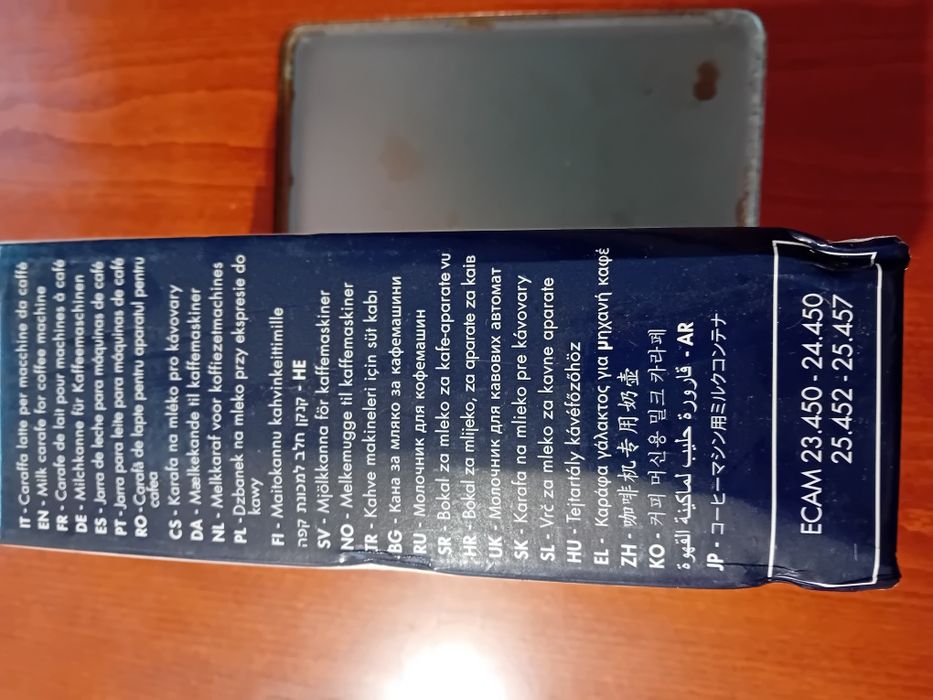 IT - Caraffa latte per macchine da caffè
EN - Milk carafe for coffee machine
FR - Carafe de lait pour machines à café
DE - Milchkanne für Kaffeemaschinen
ES - Jarra de leche para máquinas de café
PT - Jarra para leite para máquinas de café
RO - Carafă de lapte pentru aparatul pentru
cafea
CS - Karafa na mléko pro kávovary
DA - Mælkekande til kaffemaskiner
NL - Melkkaraf voor koffiezetmachines
PL - Dzbanek na mleko przy ekspresie do
kawy
FI - Maitokannu kahvinkeittimille
קנקן חלב למכונת קפה - HE
SV - Mjölkkanna för kaffemaskiner
NO - Melkemugge til kaffemaskiner
TR - Kahve makineleri için süt kabı
BG - Кана за мляко за кафемашини
RU - Молочник для кофемашин
SR - Bokal za mleko za kafe-aparate vu
HR - Bokal za mlijeko, za aparate za kaiв
UK - Молочник для кавових автомат
SK - Karafa na mlieko pre kávovary
SL - Vrč za mleko za kavne aparate
HU - Tejtartály kávéfőzőhöz
EL - Καράφα γάλακτος για μηχανή καφέ
ZH - 咖啡机专用奶壶
KO - 커피 머신용 밀크 카라페
قارورة حليب لماكينة القهوة - AR
JP - コーヒーマシン用ミルクコンテナ
ECAM 23.450 - 24.450
25.452 - 25.457